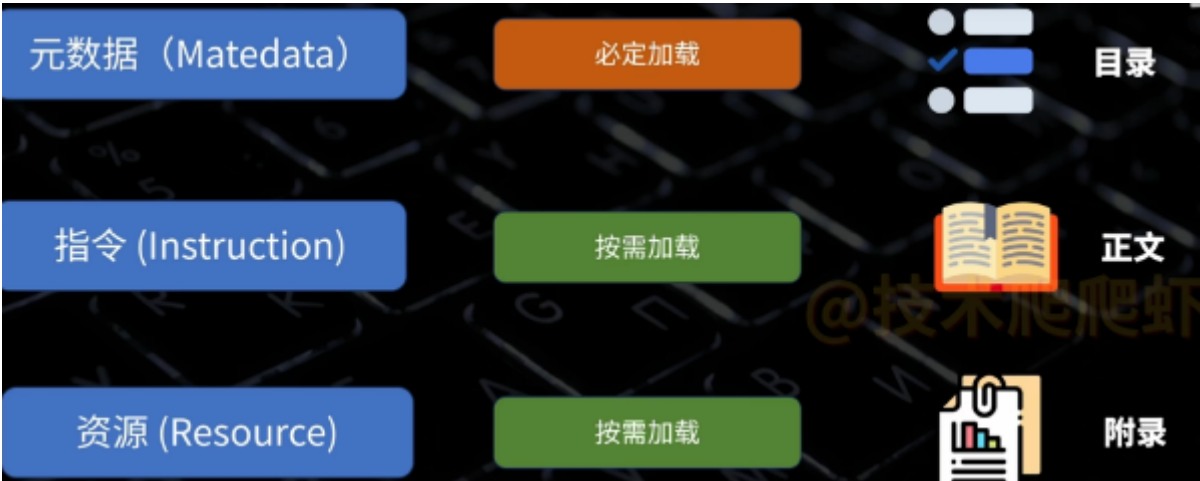 元数据（Matedata）
必定加载
目录
指令 (Instruction)
按需加载
正文
@技术爬爬虾
资源 (Resource)
按需加载
附录